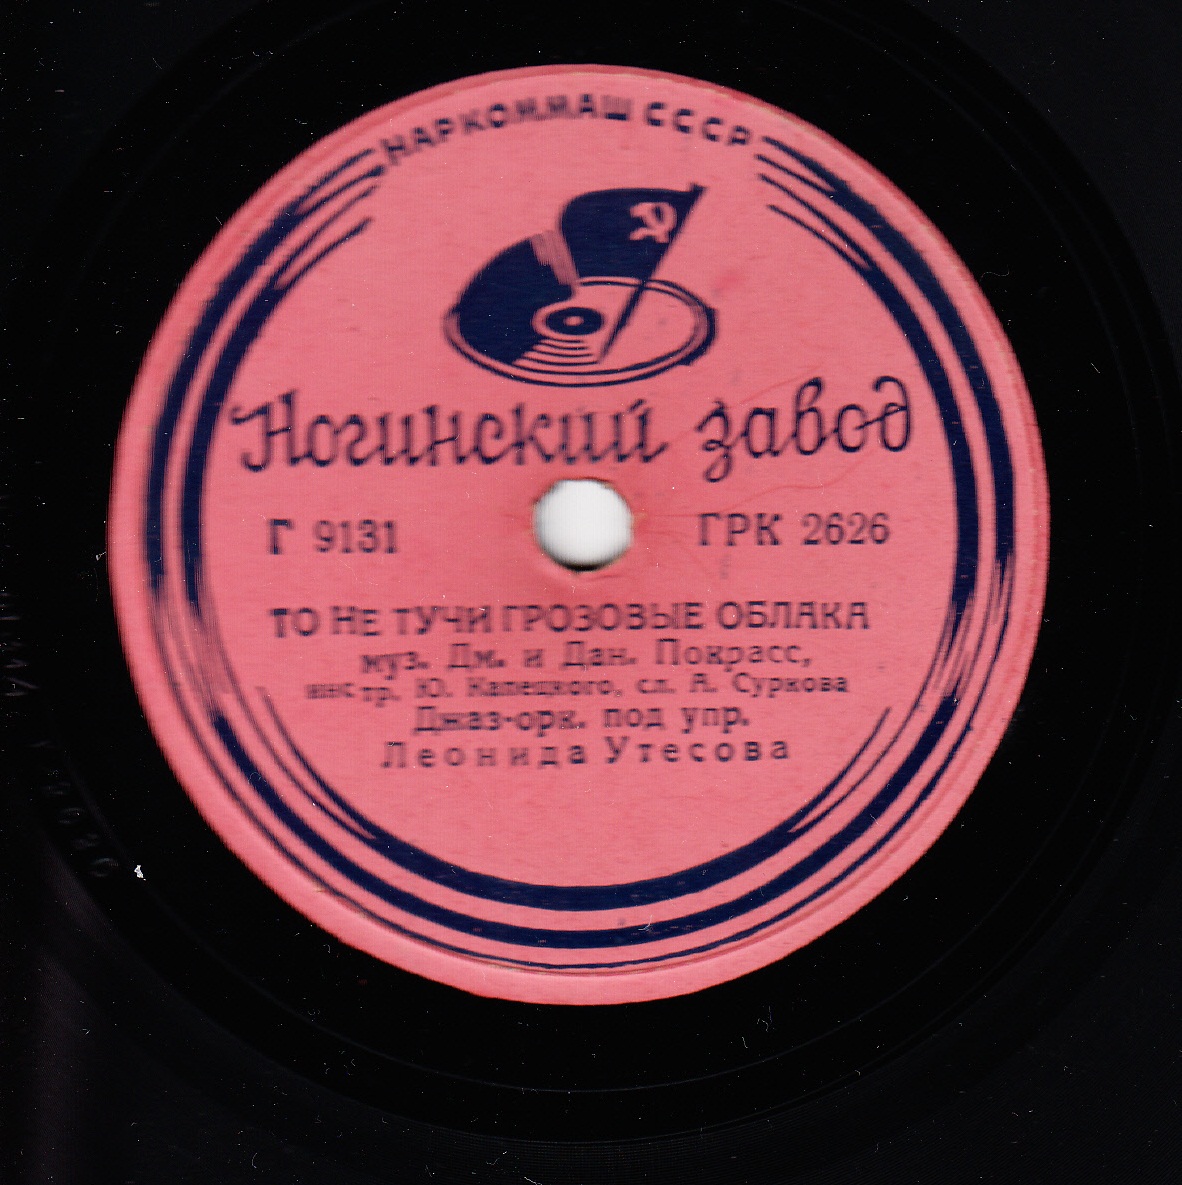 НАРКОММАШ СССР
Ногинский завод
Г 9131 ГРК 2626
ТО НЕ ТУЧИ ГРОЗОВЫЕ ОБЛАКА
муз. Дм. и Дан. Покрасс,
инстр. Ю. Капецкого, сл. А. Суркова
Джаз-орк. под упр.
Леонида Утесова